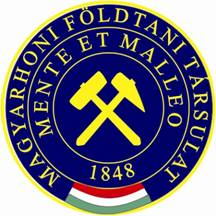 MAGYARHONI FÖLDTANI TÁRSULAT
MENTE ET MALLEO
1848